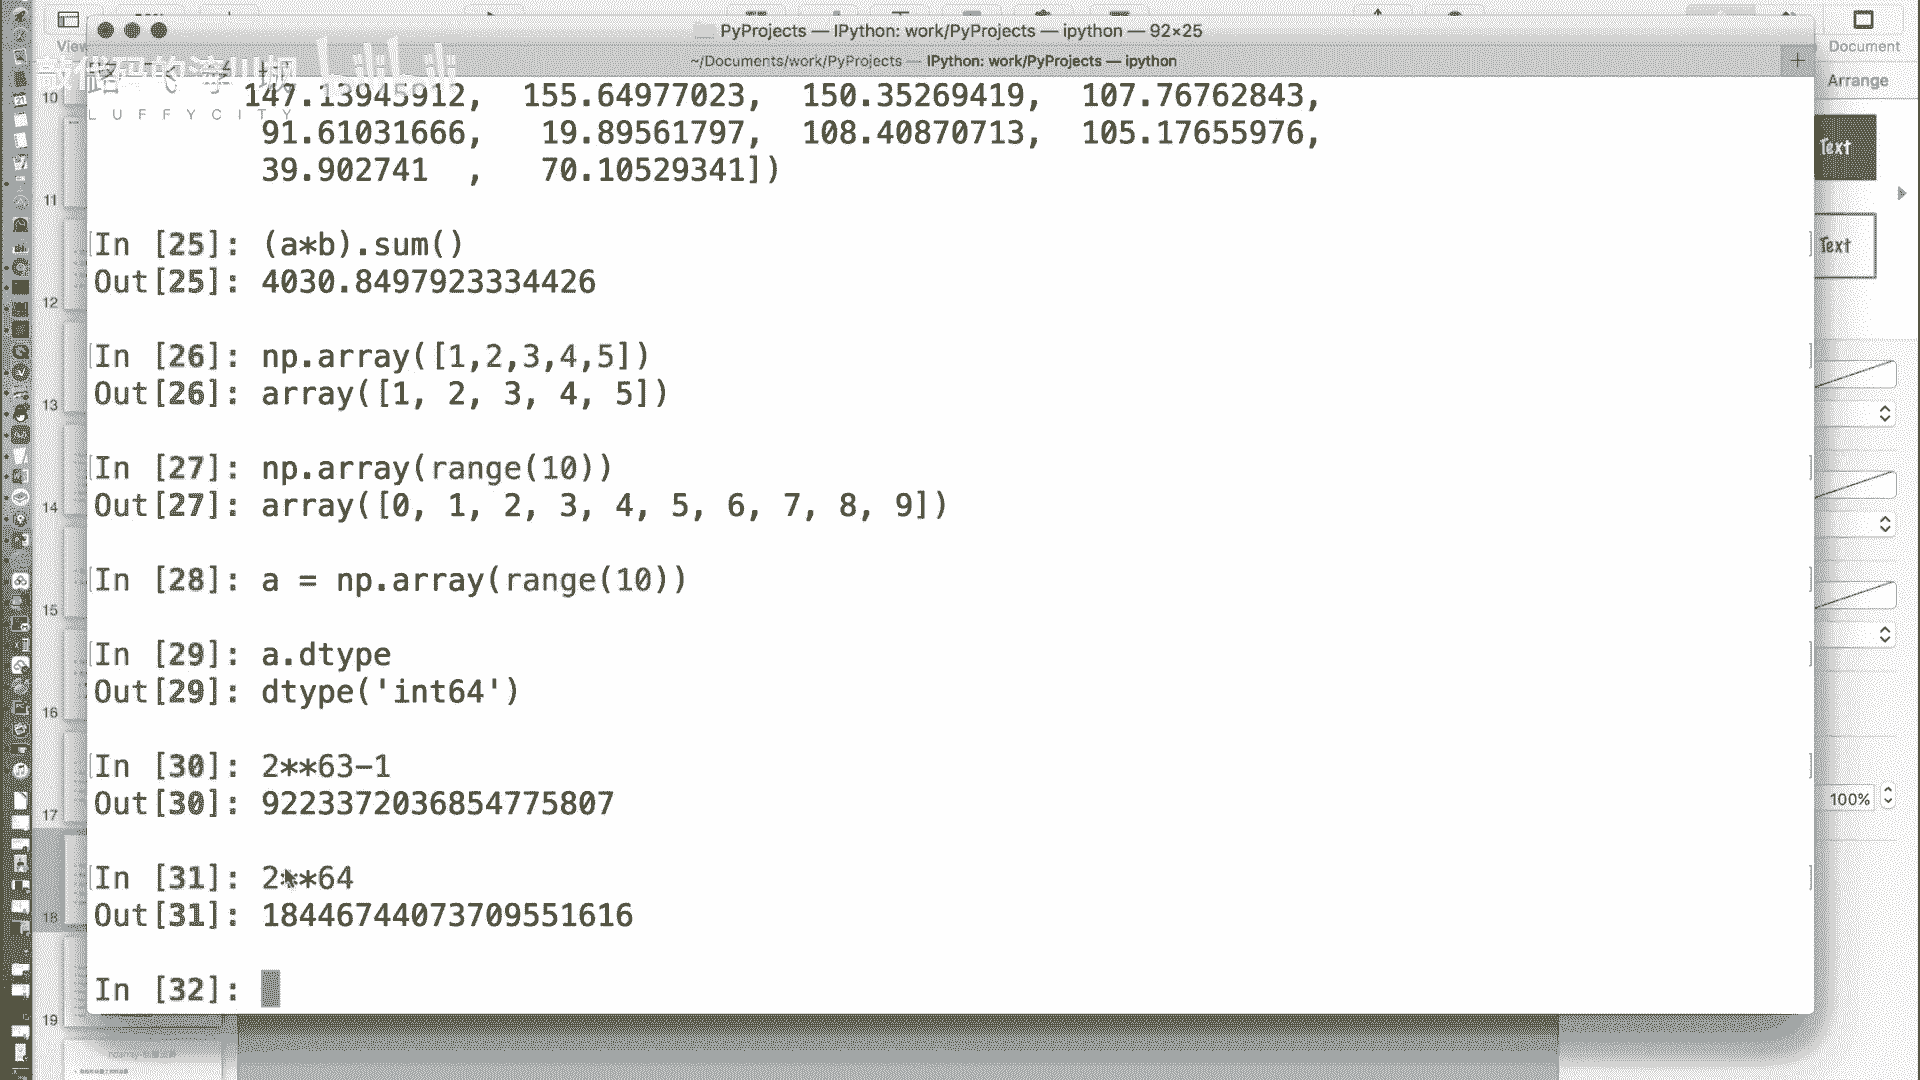 PyProjects — IPython: work/PyProjects — ipython — 92×25
View
Document
~/Documents/work/PyProjects — IPython: work/PyProjects — ipython
Arrange
LUFFYCITY
147.13945912, 155.64977023, 150.35269419, 107.76762843,
91.61031666, 19.89561797, 108.40870713, 105.17655976,
39.902741 , 70.10529341])
In [25]: (a*b).sum()
Out[25]: 4030.8497923334426
In [26]: np.array([1,2,3,4,5])
Out[26]: array([1, 2, 3, 4, 5])
In [27]: np.array(range(10))
Out[27]: array([0, 1, 2, 3, 4, 5, 6, 7, 8, 9])
In [28]: a = np.array(range(10))
In [29]: a.dtype
Out[29]: dtype('int64')
In [30]: 2**63-1
Out[30]: 9223372036854775807
In [31]: 2**64
Out[31]: 18446744073709551616
In [32]:
10
11
12
13
14
15
16
17
18
19
Text
Text
100%